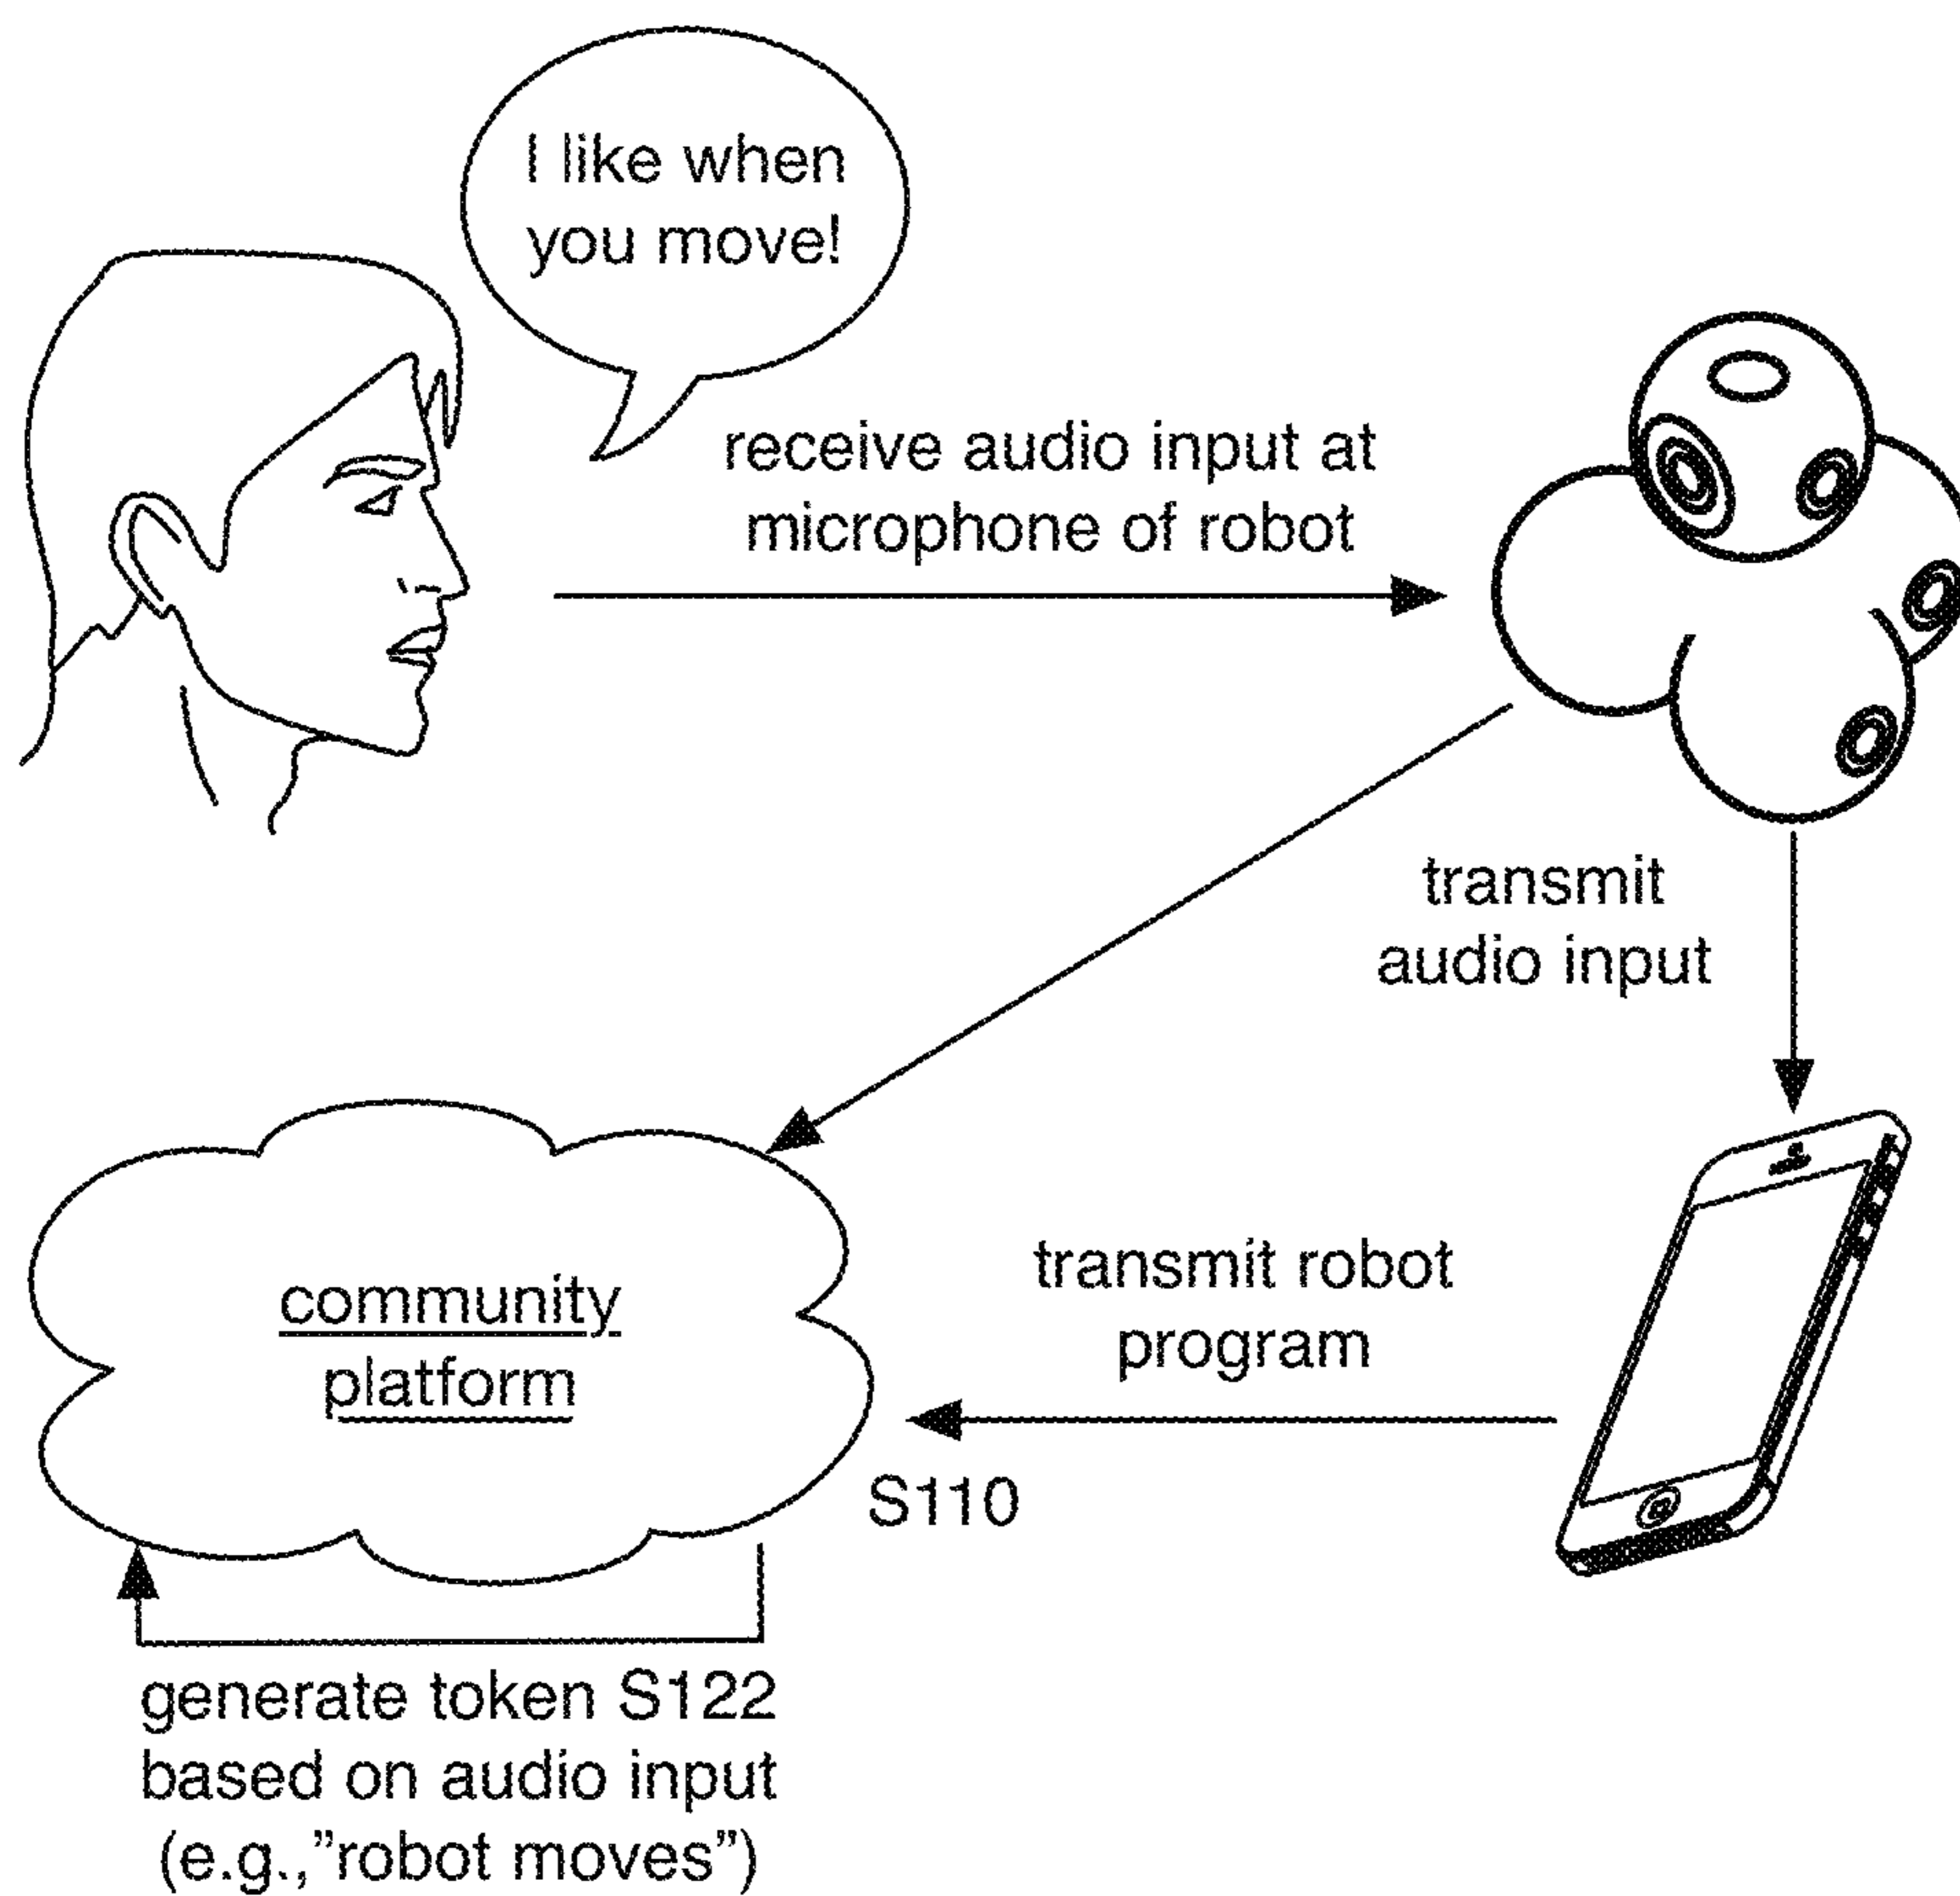 I like when
you move!
receive audio input at
microphone of robot
transmit
audio input
transmit robot
program
S110
community
platform
generate token S122
based on audio input
(e.g.,”robot moves”)